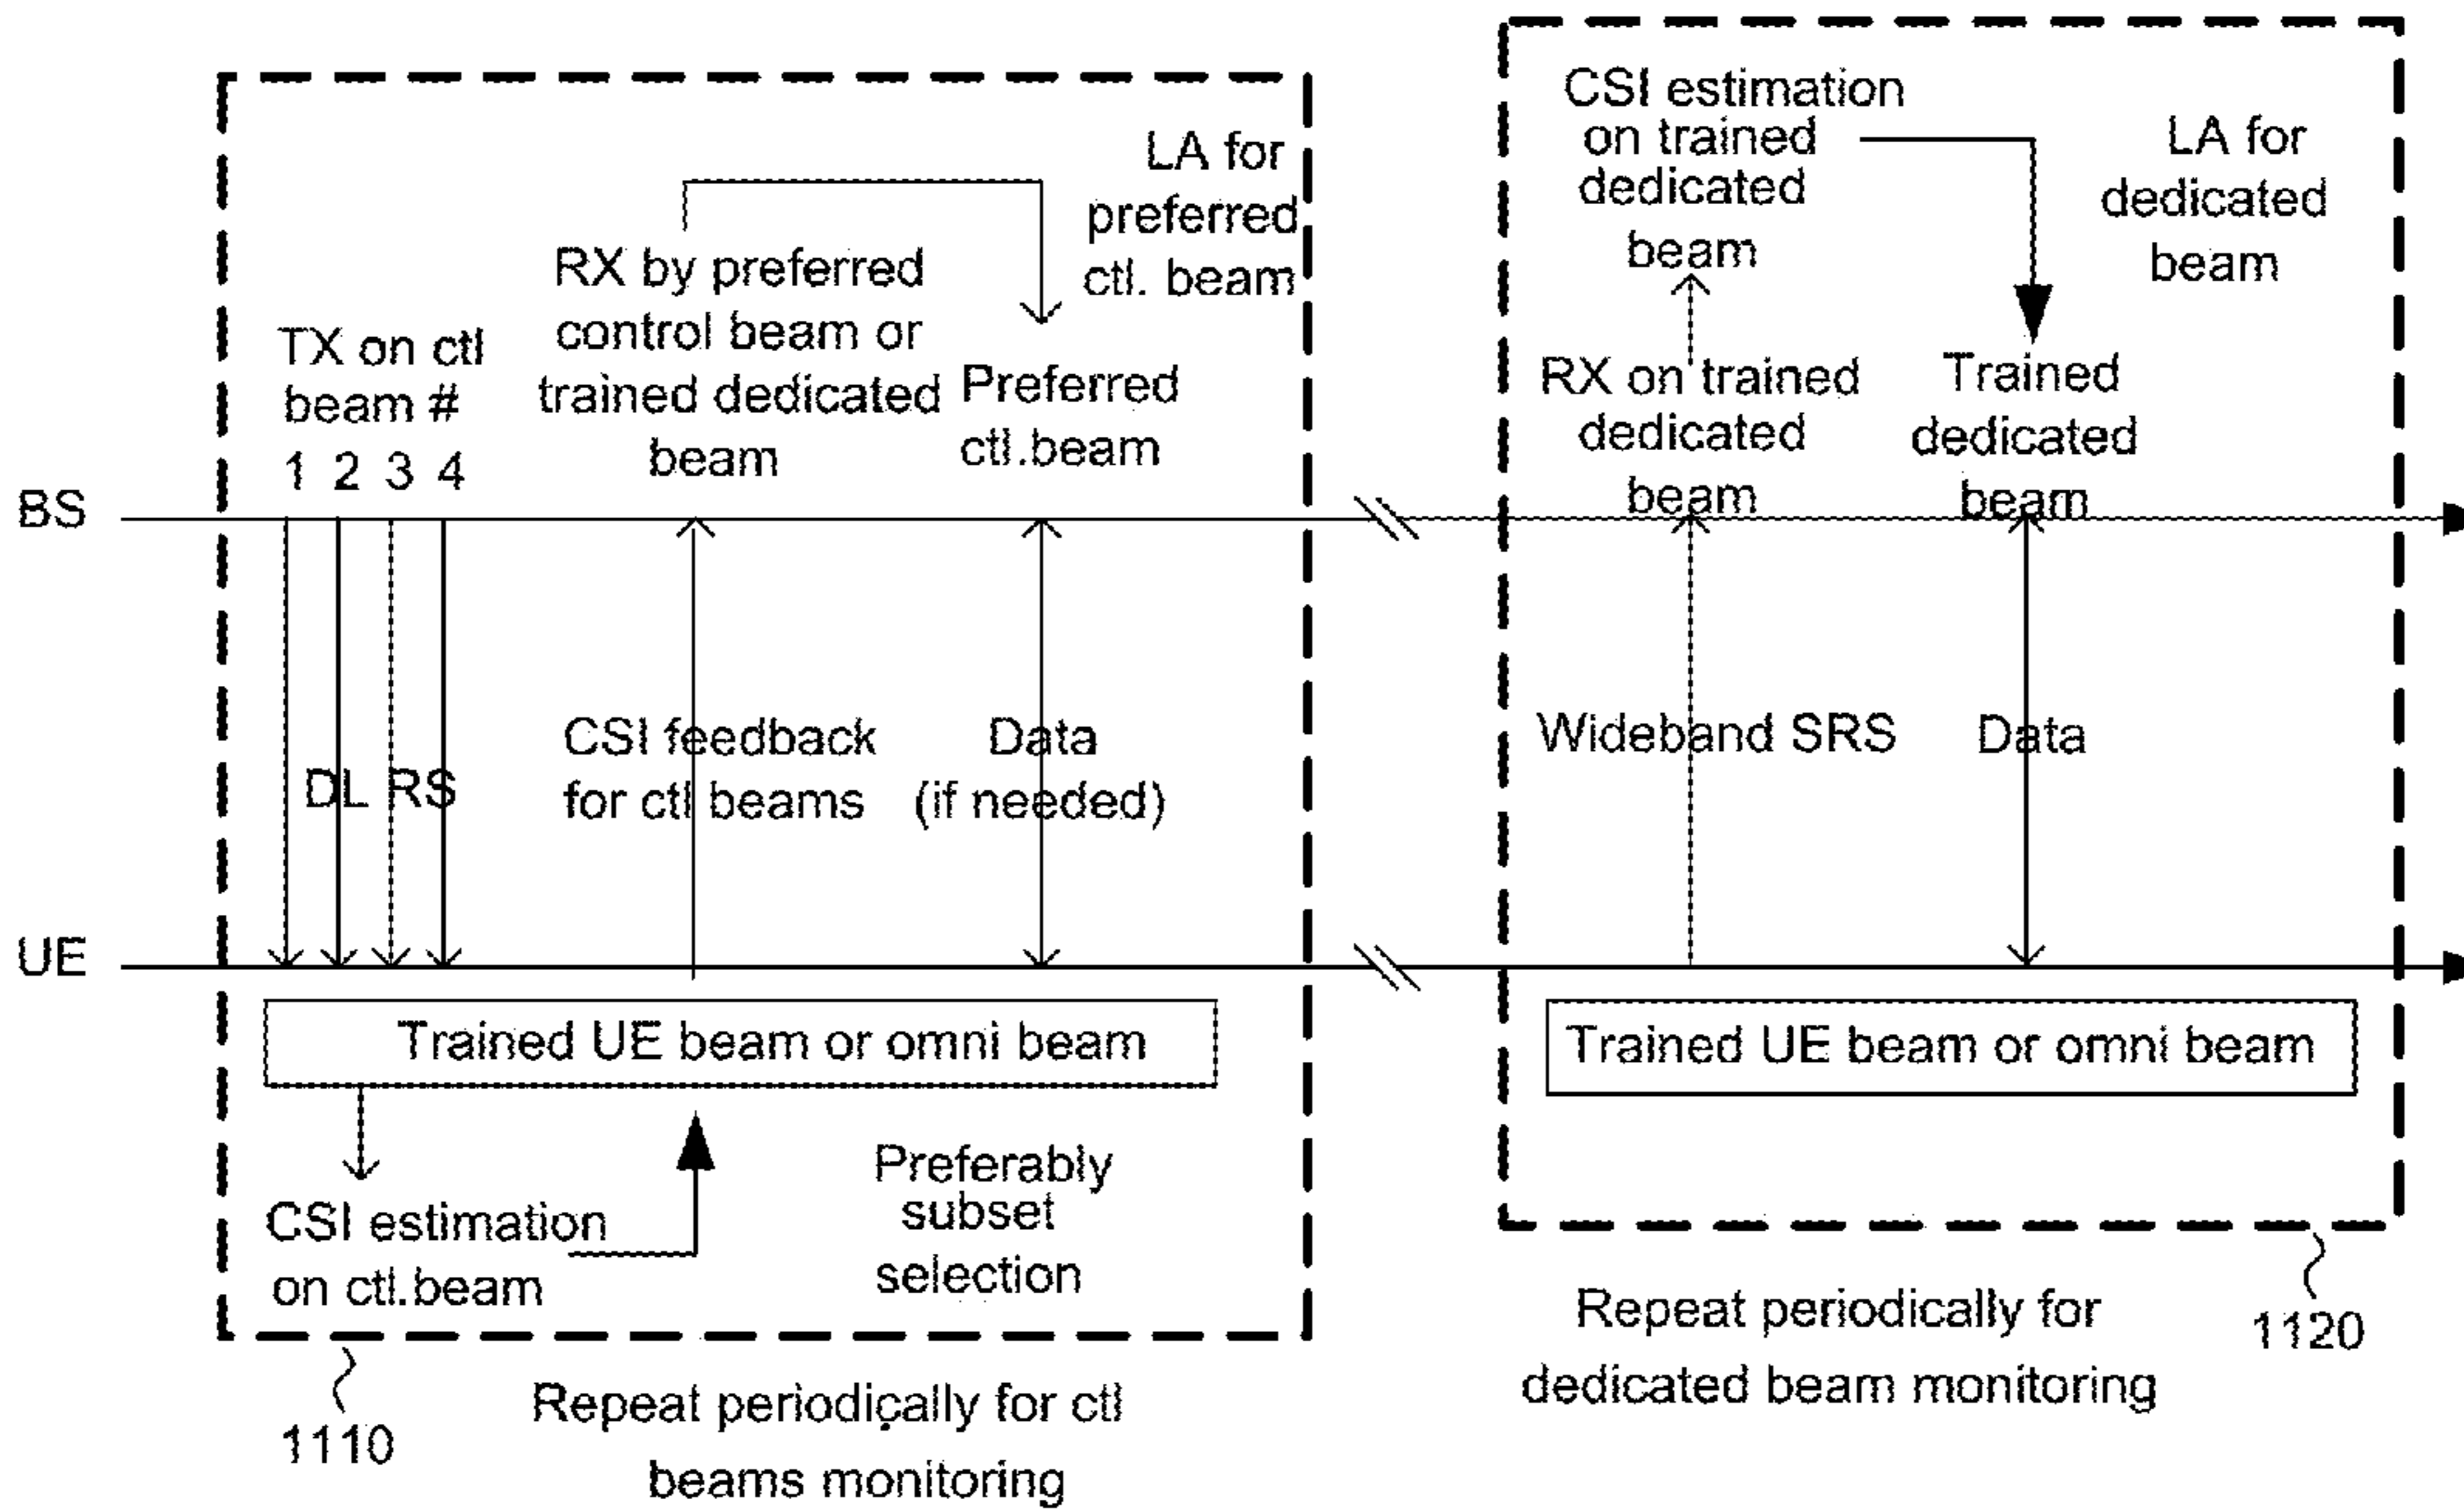 TX on ctl
beam #
1 2 3 4
RX by preferred
control beam or
trained dedicated
beam
LA for
preferred
ctl. beam
Preferred
ctl.beam
CSI estimation
on trained
dedicated
beam
LA for
dedicated
beam
RX on trained
dedicated
beam
Trained
dedicated
beam
BS
DL RS
CSI feedback
for ctl beams
Data
(if needed)
Wideband SRS
Data
UE
Trained UE beam or omni beam
Trained UE beam or omni beam
CSI estimation
on ctl.beam
Preferably
subset
selection
1110
Repeat periodically for ctl
beams monitoring
Repeat periodically for
dedicated beam monitoring
1120